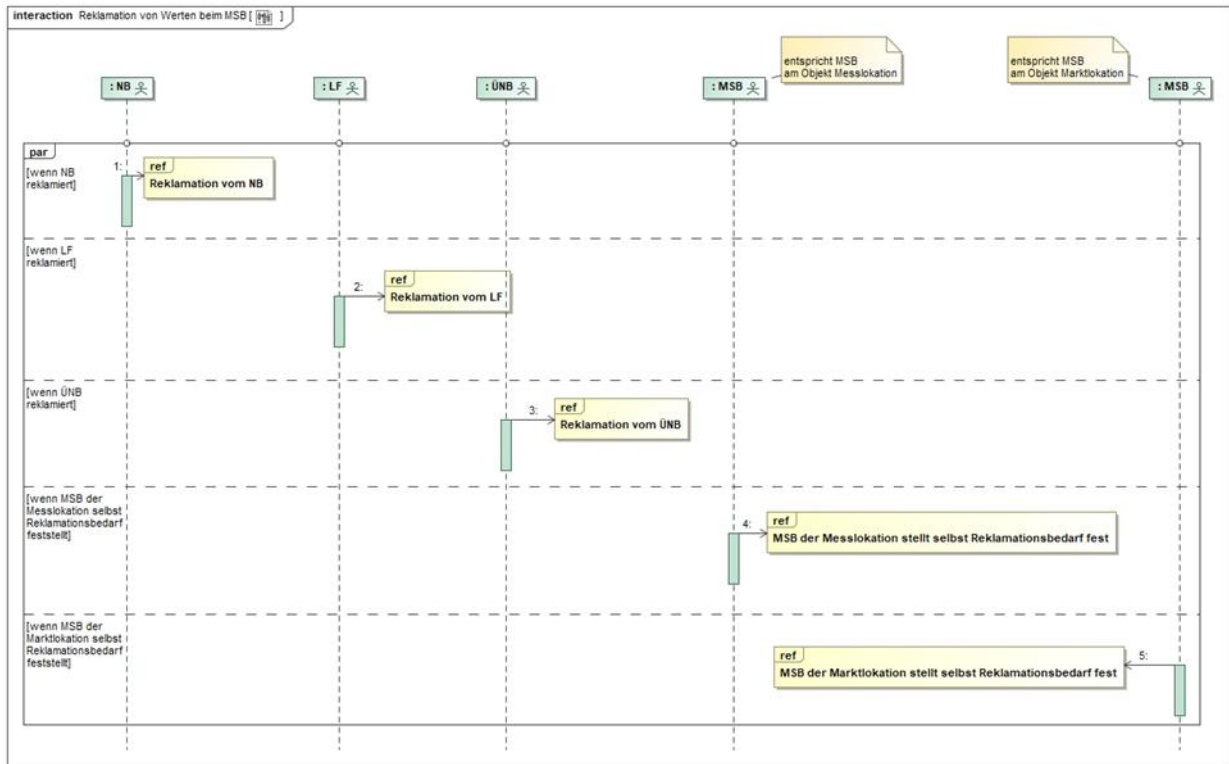 interaction Reklamation von Werten beim MSB [ ]
entspricht MSB
am Objekt Messlokation
entspricht MSB
am Objekt Marktlokation
: NB
: LF
: ÜNB
: MSB
: MSB
par
[wenn NB
reklamiert]
1:
ref
Reklamation vom NB
[wenn LF
reklamiert]
2:
ref
Reklamation vom LF
[wenn ÜNB
reklamiert]
3:
ref
Reklamation vom ÜNB
[wenn MSB der
Messlokation selbst
Reklamationsbedarf
feststellt]
4:
ref
MSB der Messlokation stellt selbst Reklamationsbedarf fest
[wenn MSB der
Marktlokation selbst
Reklamationsbedarf
feststellt]
ref
MSB der Marktlokation stellt selbst Reklamationsbedarf fest
5: